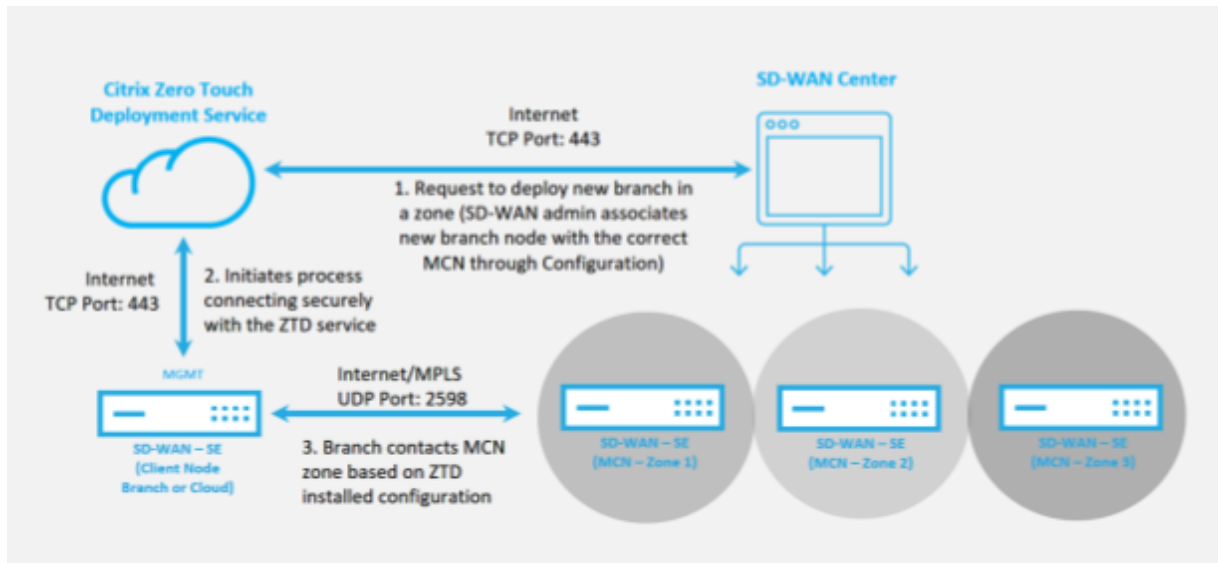 Citrix Zero Touch
Deployment Service
SD-WAN Center
Internet
TCP Port: 443
1. Request to deploy new branch in
a zone (SD-WAN admin associates
new branch node with the correct
MCN through Configuration)
Internet
TCP Port: 443
2. Initiates process
connecting securely
with the ZTD service
MGMT
SD-WAN – SE
(Client Node
Branch or Cloud)
Internet/MPLS
UDP Port: 2598
3. Branch contacts MCN
zone based on ZTD
installed configuration
SD-WAN – SE
(MCN – Zone 1)
SD-WAN – SE
(MCN – Zone 2)
SD-WAN – SE
(MCN – Zone 3)